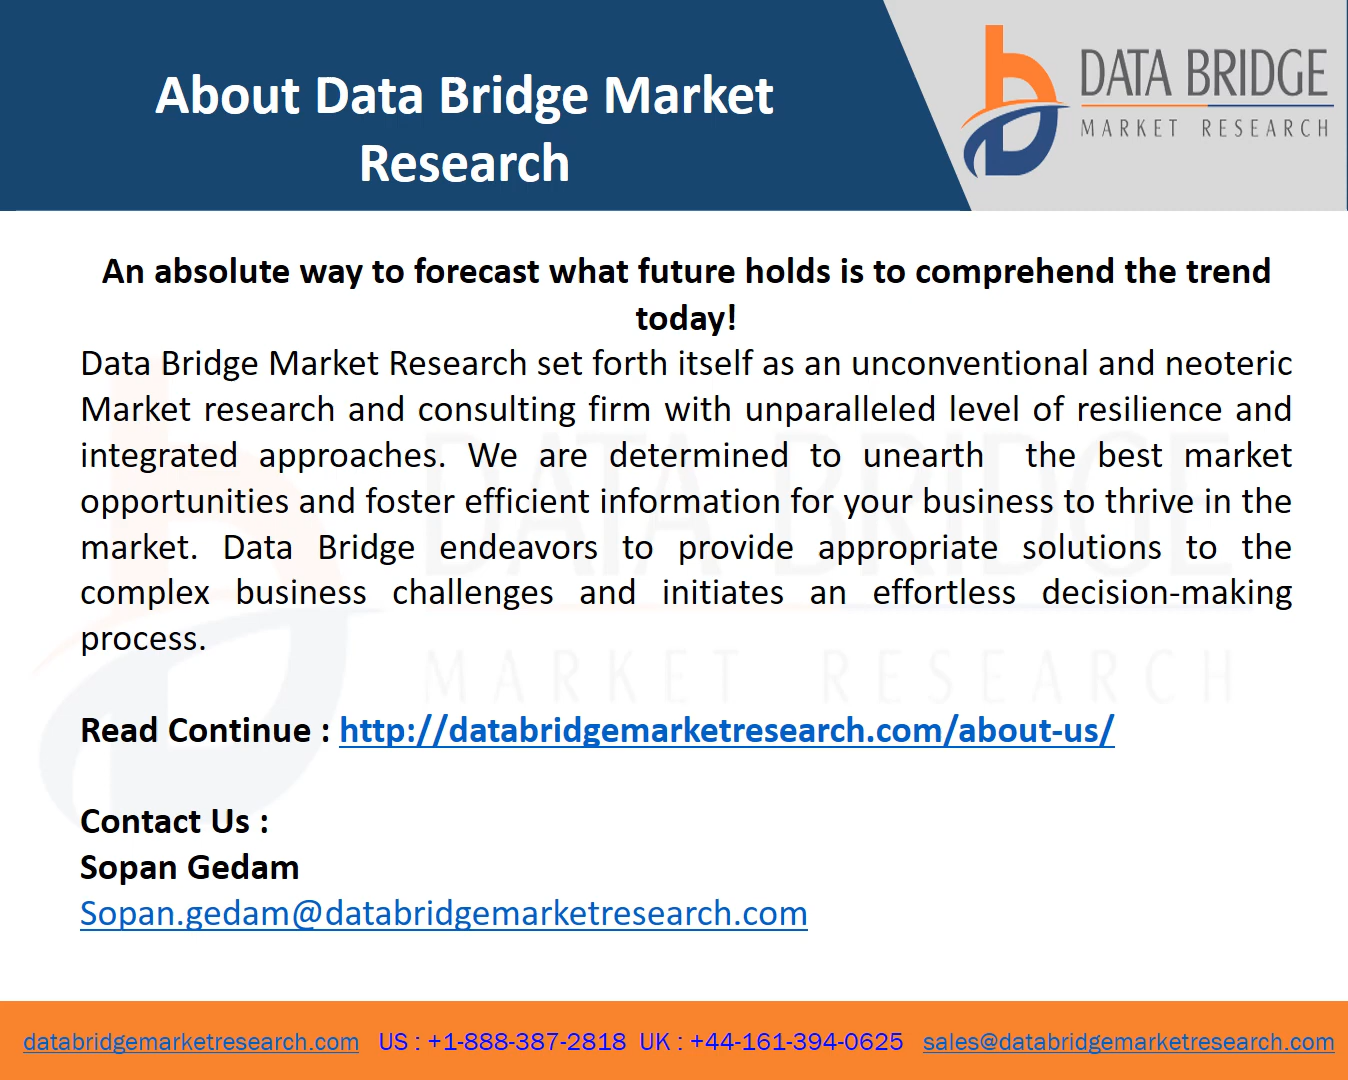 About Data Bridge Market
Research
DATA BRIDGE
MARKET RESEARCH
An absolute way to forecast what future holds is to comprehend the trend
today!
Data Bridge Market Research set forth itself as an unconventional and neoteric
Market research and consulting firm with unparalleled level of resilience and
integrated approaches. We are determined to unearth the best market
opportunities and foster efficient information for your business to thrive in the
market. Data Bridge endeavors to provide appropriate solutions to the
complex business challenges and initiates an effortless decision-making
process.
DATA BRIDGE
MARKET RESEARCH
Read Continue : http://databridgemarketresearch.com/about-us/
Contact Us :
Sopan Gedam
Sopan.gedam@databridgemarketresearch.com
databridgemarketresearch.com US : +1-888-387-2818 UK : +44-161-394-0625 sales@databridgemarketresearch.com